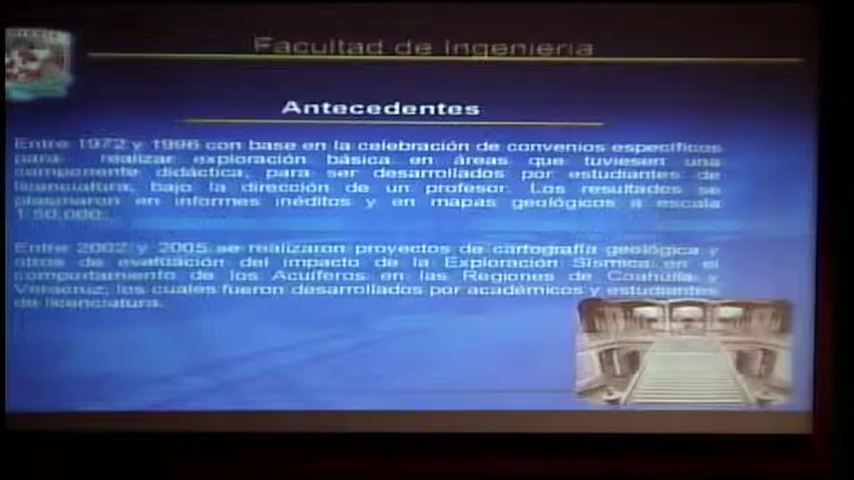 Facultad de Ingeniería
Antecedentes
Entre 1972 y 1996 con base en la celebración de convenios específicos
para realizar exploración básica en áreas que tuviesen una
componente didáctica, para ser desarrollados por estudiantes de
licenciatura, bajo la dirección de un profesor. Los resultados se
plasmaron en informes inéditos y en mapas geológicos a escala
1:50,000.
Entre 2002 y 2005 se realizaron proyectos de cartografía geológica y
otros de evaluación del impacto de la Exploración Sísmica en el
comportamiento de los Acuíferos en las Regiones de Coahuila y
Veracruz, los cuales fueron desarrollados por académicos y estudiantes
de licenciatura.